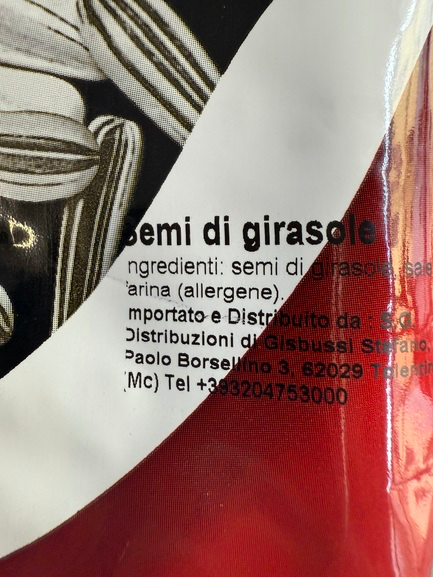 Semi di girasole
ngredienti: semi di girasole, sale
farina (allergene).
mportato e Distribuito da : S.G.
Distribuzioni di Gisbussi Stefano,
Paolo Borsellino 3, 62029 Tolentin
(Mc) Tel +393204753000